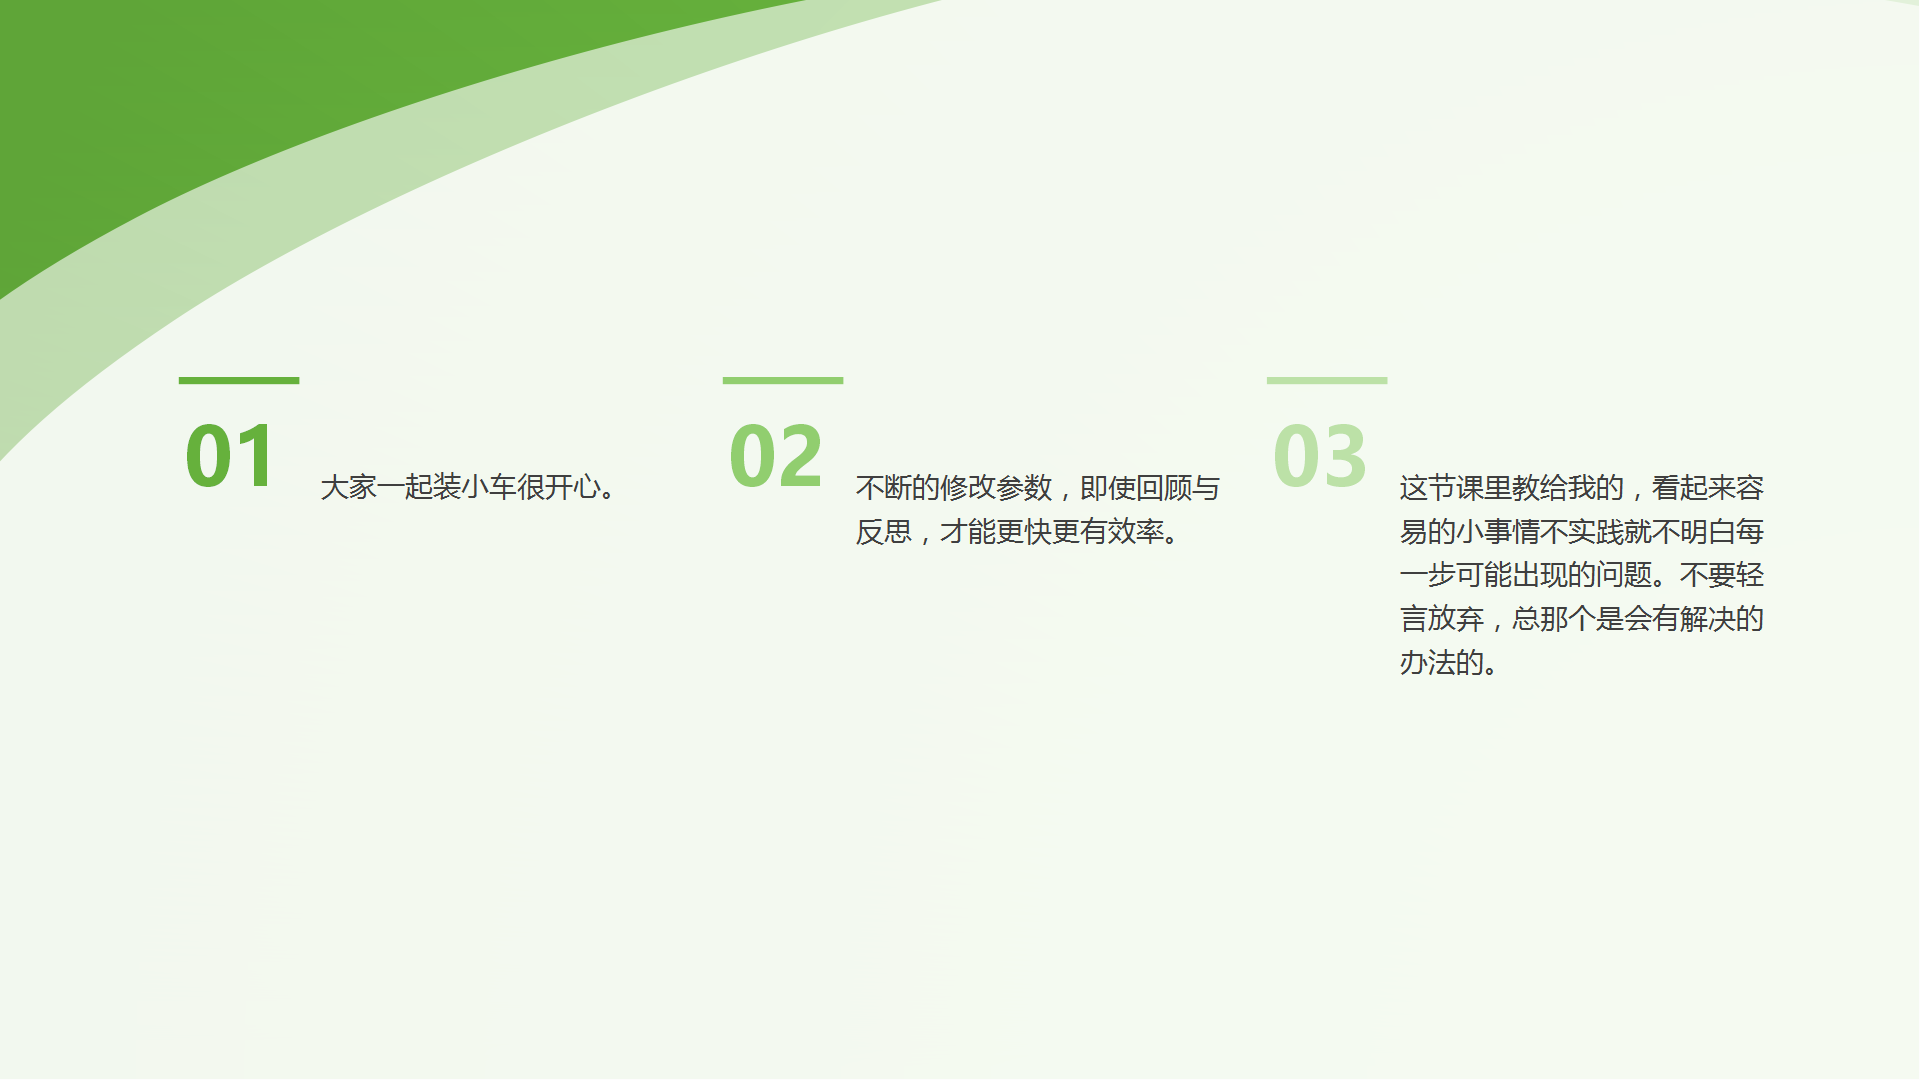 01
大家一起装小车很开心。
02
不断的修改参数，即使回顾与
反思，才能更快更有效率。
03
这节课里教给我的，看起来容
易的小事情不实践就不明白每
一步可能出现的问题。不要轻
言放弃，总那个是会有解决的
办法的。